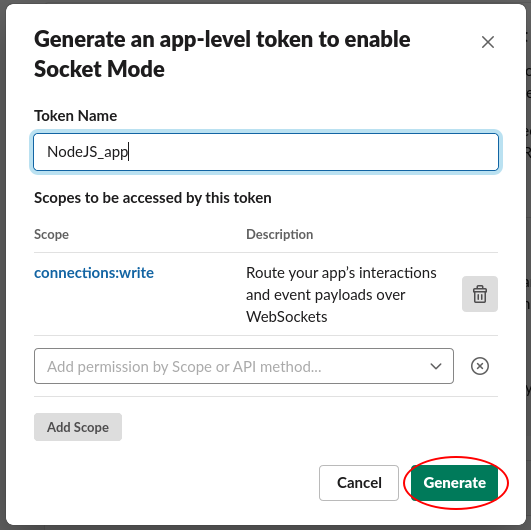 Generate an app-level token to enable
Socket Mode
Token Name
NodeJS_app
Scopes to be accessed by this token
Scope Description
connections:write Route your app’s interactions
and event payloads over
WebSockets
Add permission by Scope or API method...
Add Scope
Cancel Generate